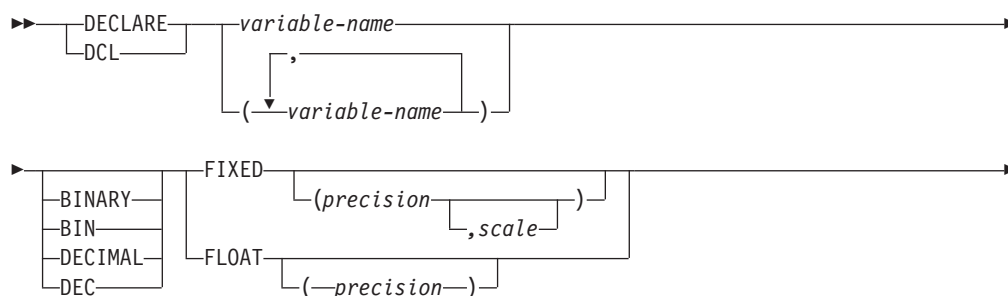 DECLARE variable-name
DCL ,
( variable-name )
FIXED
BINARY (precision )
BIN ,scale
DECIMAL FLOAT
DEC ( precision )